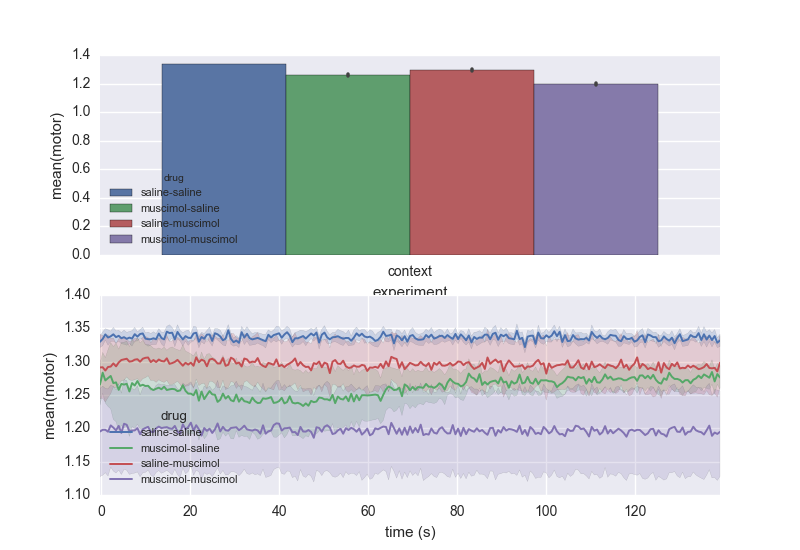 1.4
1.2
1.0
0.8
0.6
0.4
0.2
0.0
mean(motor)
drug
saline-saline
muscimol-saline
saline-muscimol
muscimol-muscimol
context
experiment
1.40
1.35
1.30
1.25
1.20
1.15
1.10
mean(motor)
drug
saline-saline
muscimol-saline
saline-muscimol
muscimol-muscimol
0 20 40 60 80 100 120
time (s)